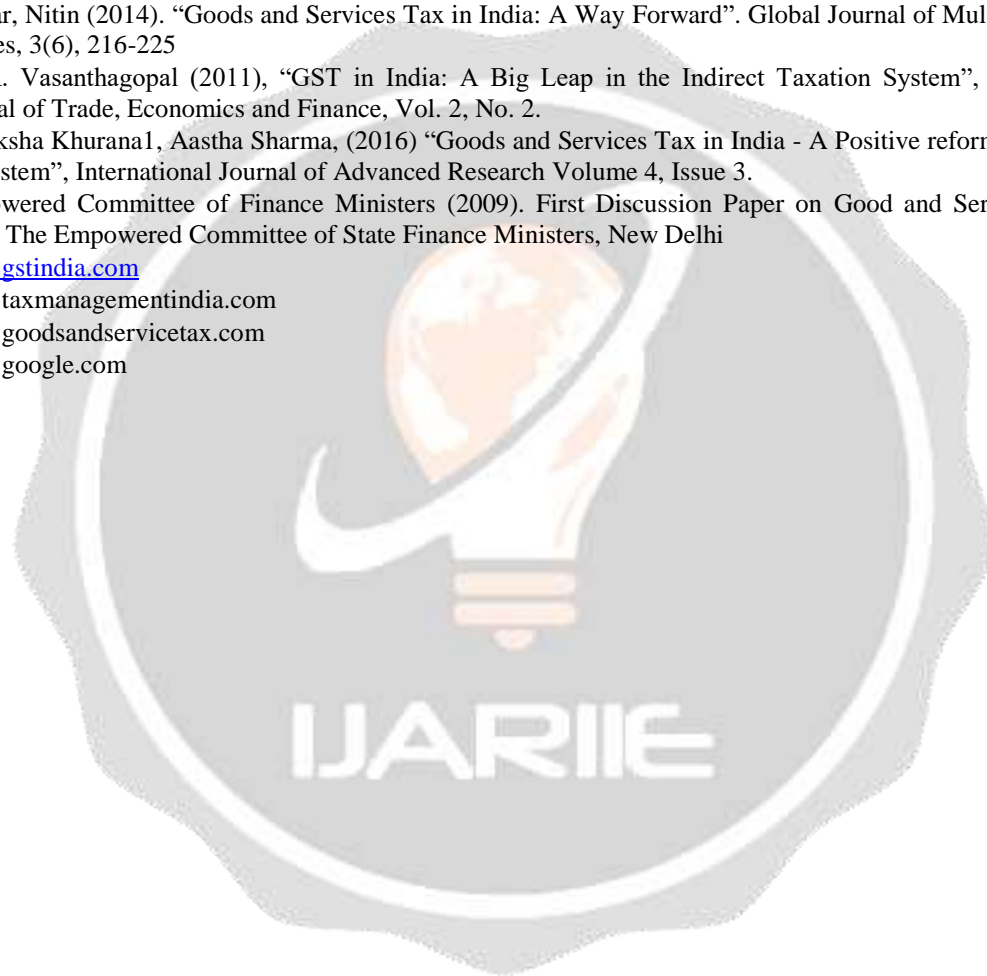 ar, Nitin (2014). “Goods and Services Tax in India: A Way Forward”. Global Journal of Mul
es, 3(6), 216-225
. Vasanthagopal (2011), “GST in India: A Big Leap in the Indirect Taxation System”,
al of Trade, Economics and Finance, Vol. 2, No. 2.
ksha Khurana1, Aastha Sharma, (2016) “Goods and Services Tax in India - A Positive reform
stem”, International Journal of Advanced Research Volume 4, Issue 3.
owered Committee of Finance Ministers (2009). First Discussion Paper on Good and Ser
The Empowered Committee of State Finance Ministers, New Delhi
gstindia.com
taxmanagementindia.com
goodsandservicetax.com
google.com
IJARIIE